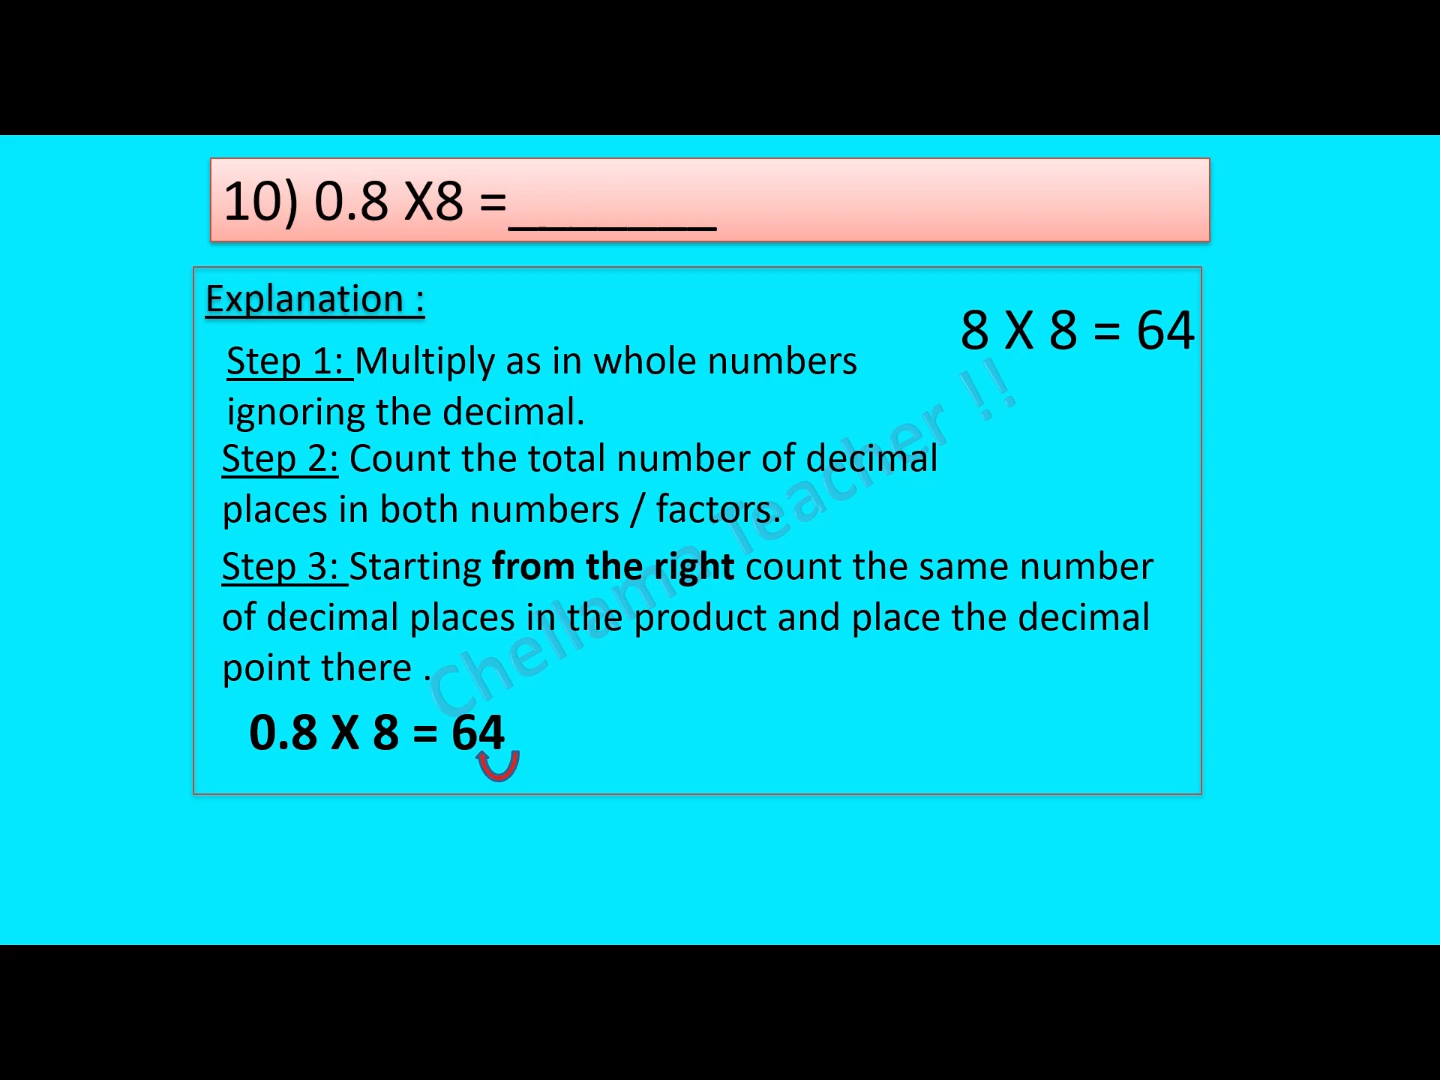 10) 0.8 X8 =_______
Explanation :
8 X 8 = 64
Step 1: Multiply as in whole numbers
ignoring the decimal.
Step 2: Count the total number of decimal
places in both numbers / factors.
Step 3: Starting from the right count the same number
of decimal places in the product and place the decimal
point there .
0.8 X 8 = 64
Chellama Teacher !!